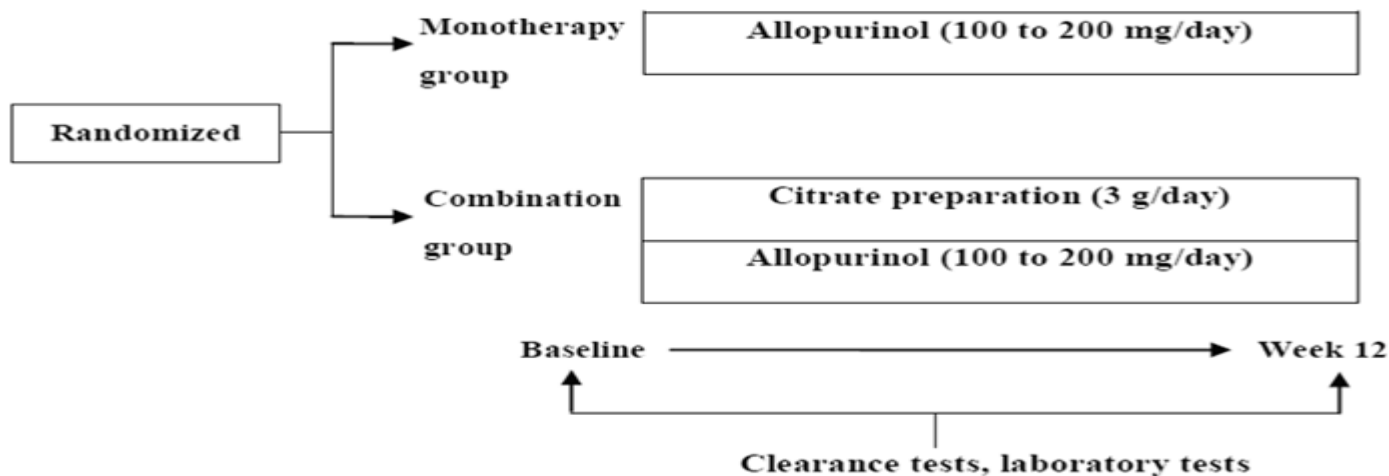 Monotherapy
group
Allopurinol (100 to 200 mg/day)
Randomized
Combination
group
Citrate preparation (3 g/day)
Allopurinol (100 to 200 mg/day)
Baseline
Week 12
Clearance tests, laboratory tests